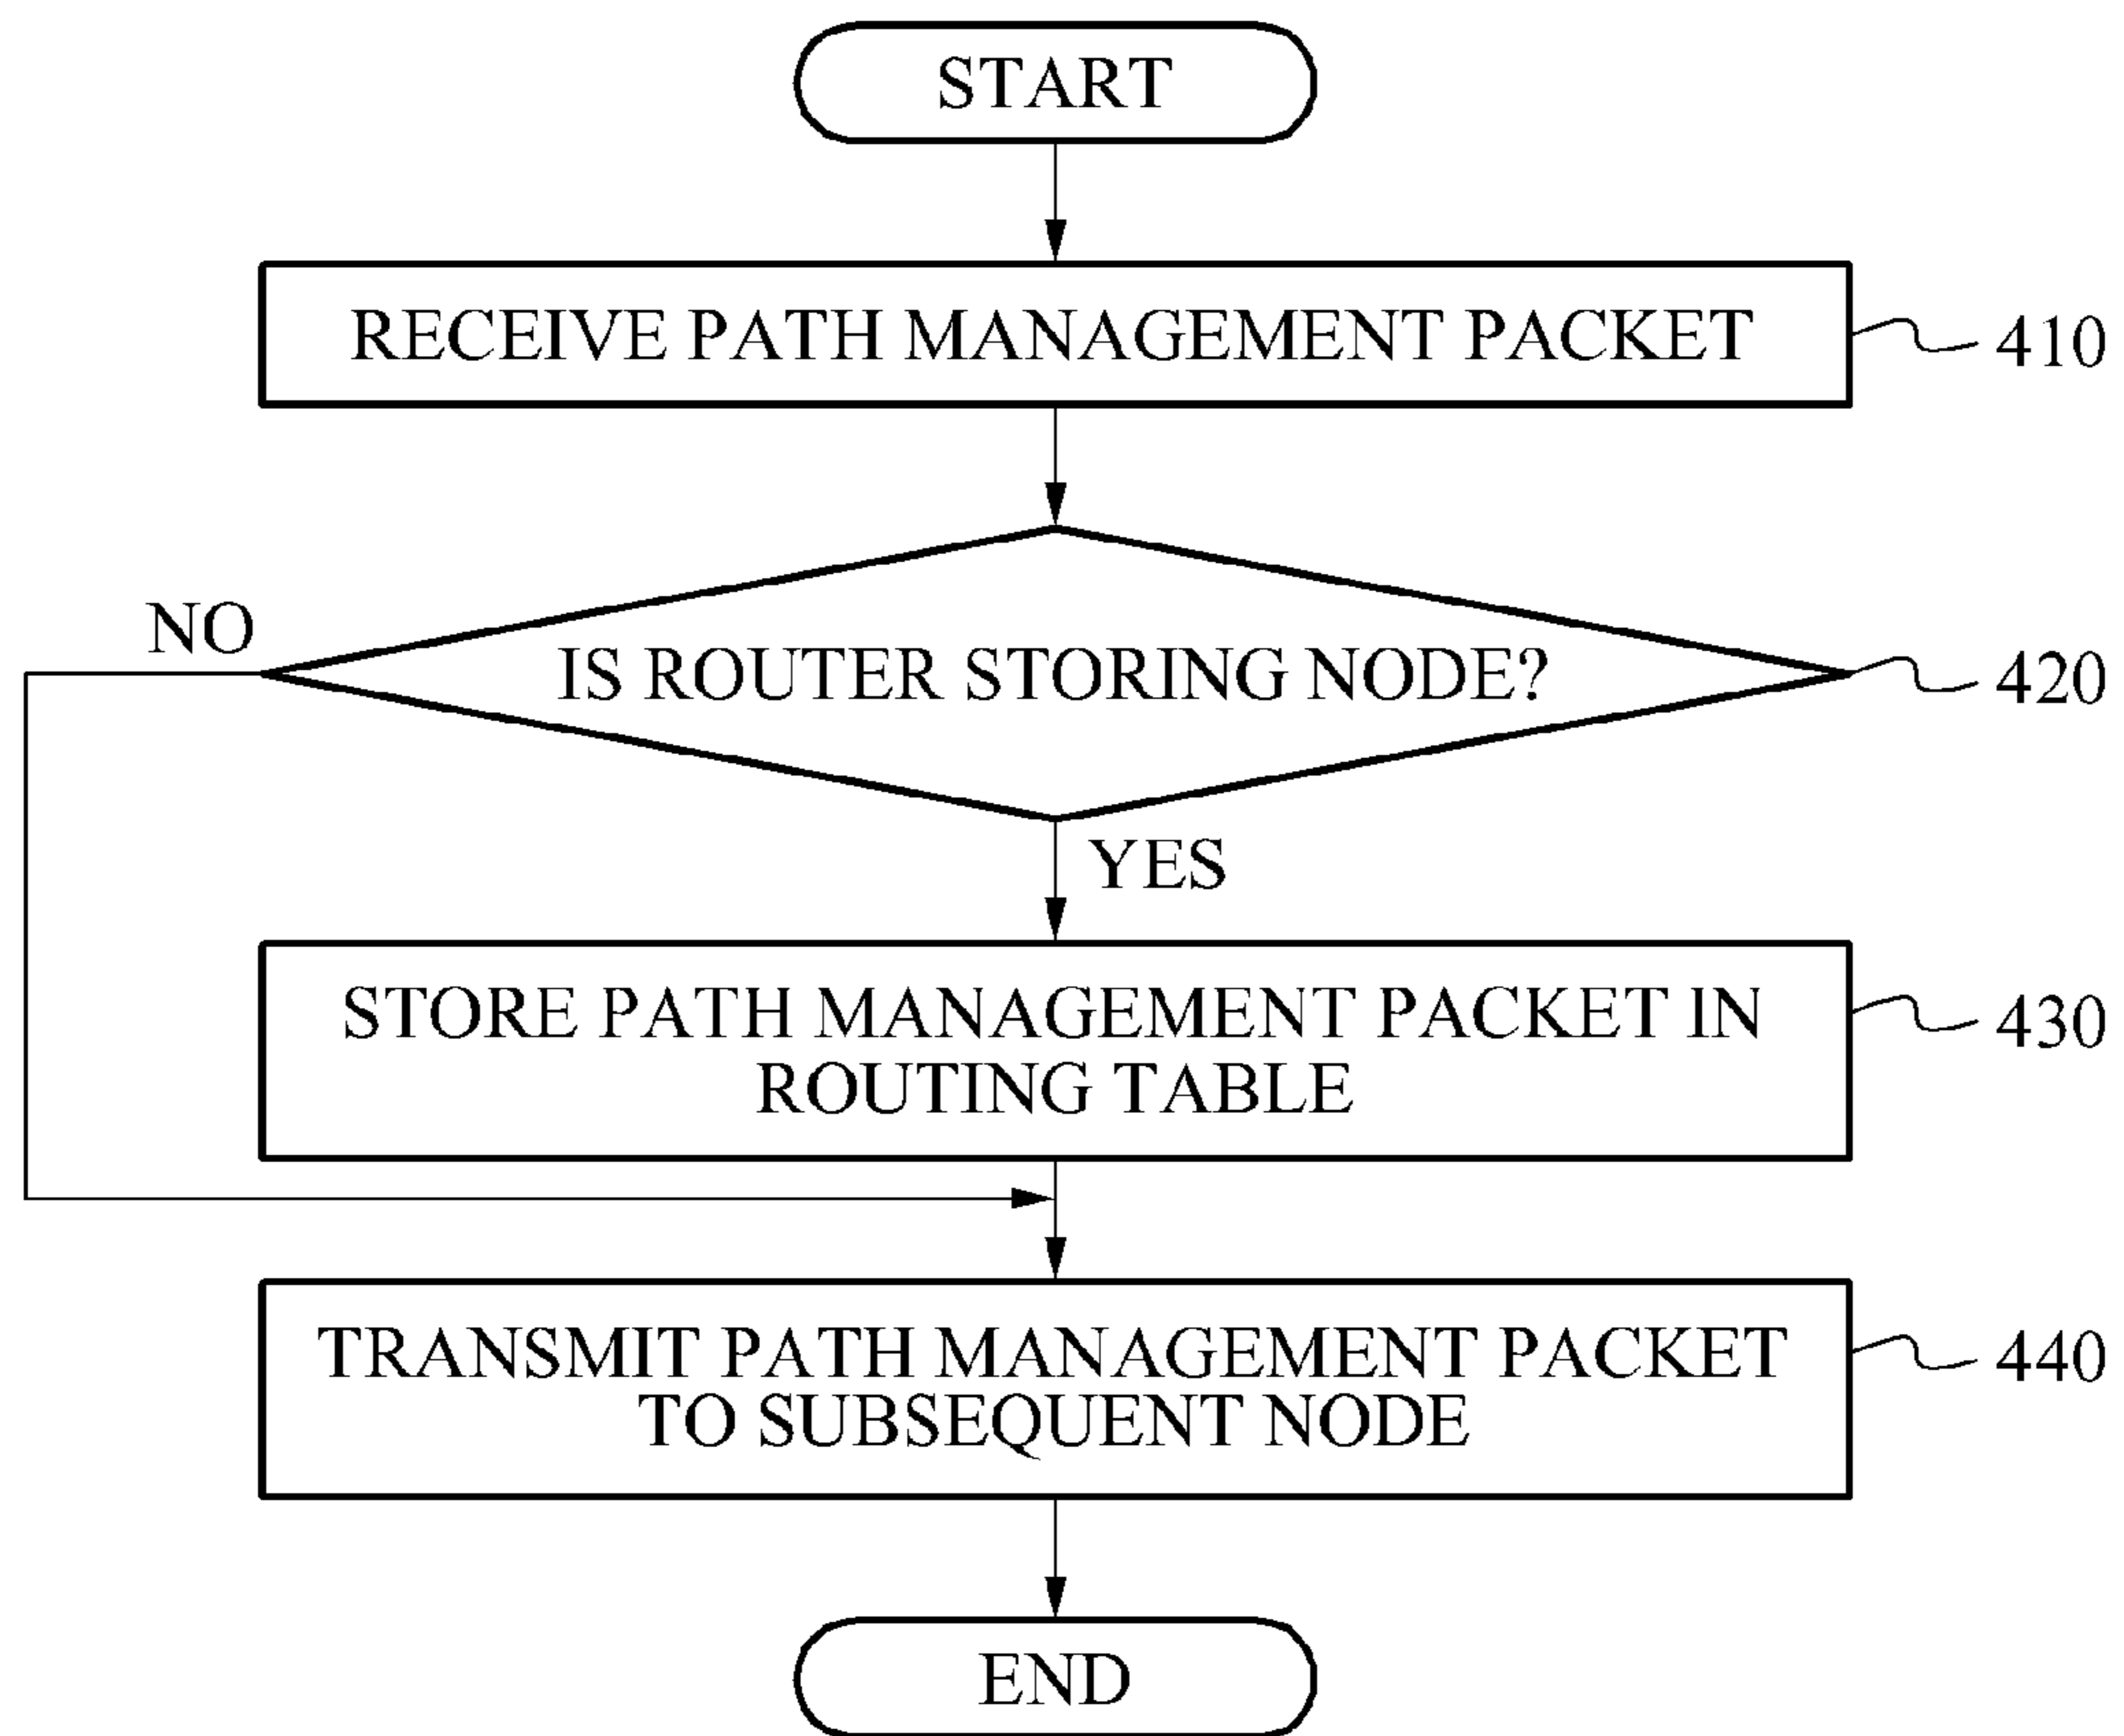 START
RECEIVE PATH MANAGEMENT PACKET
410
NO
IS ROUTER STORING NODE?
420
YES
STORE PATH MANAGEMENT PACKET IN
ROUTING TABLE
430
TRANSMIT PATH MANAGEMENT PACKET
TO SUBSEQUENT NODE
440
END